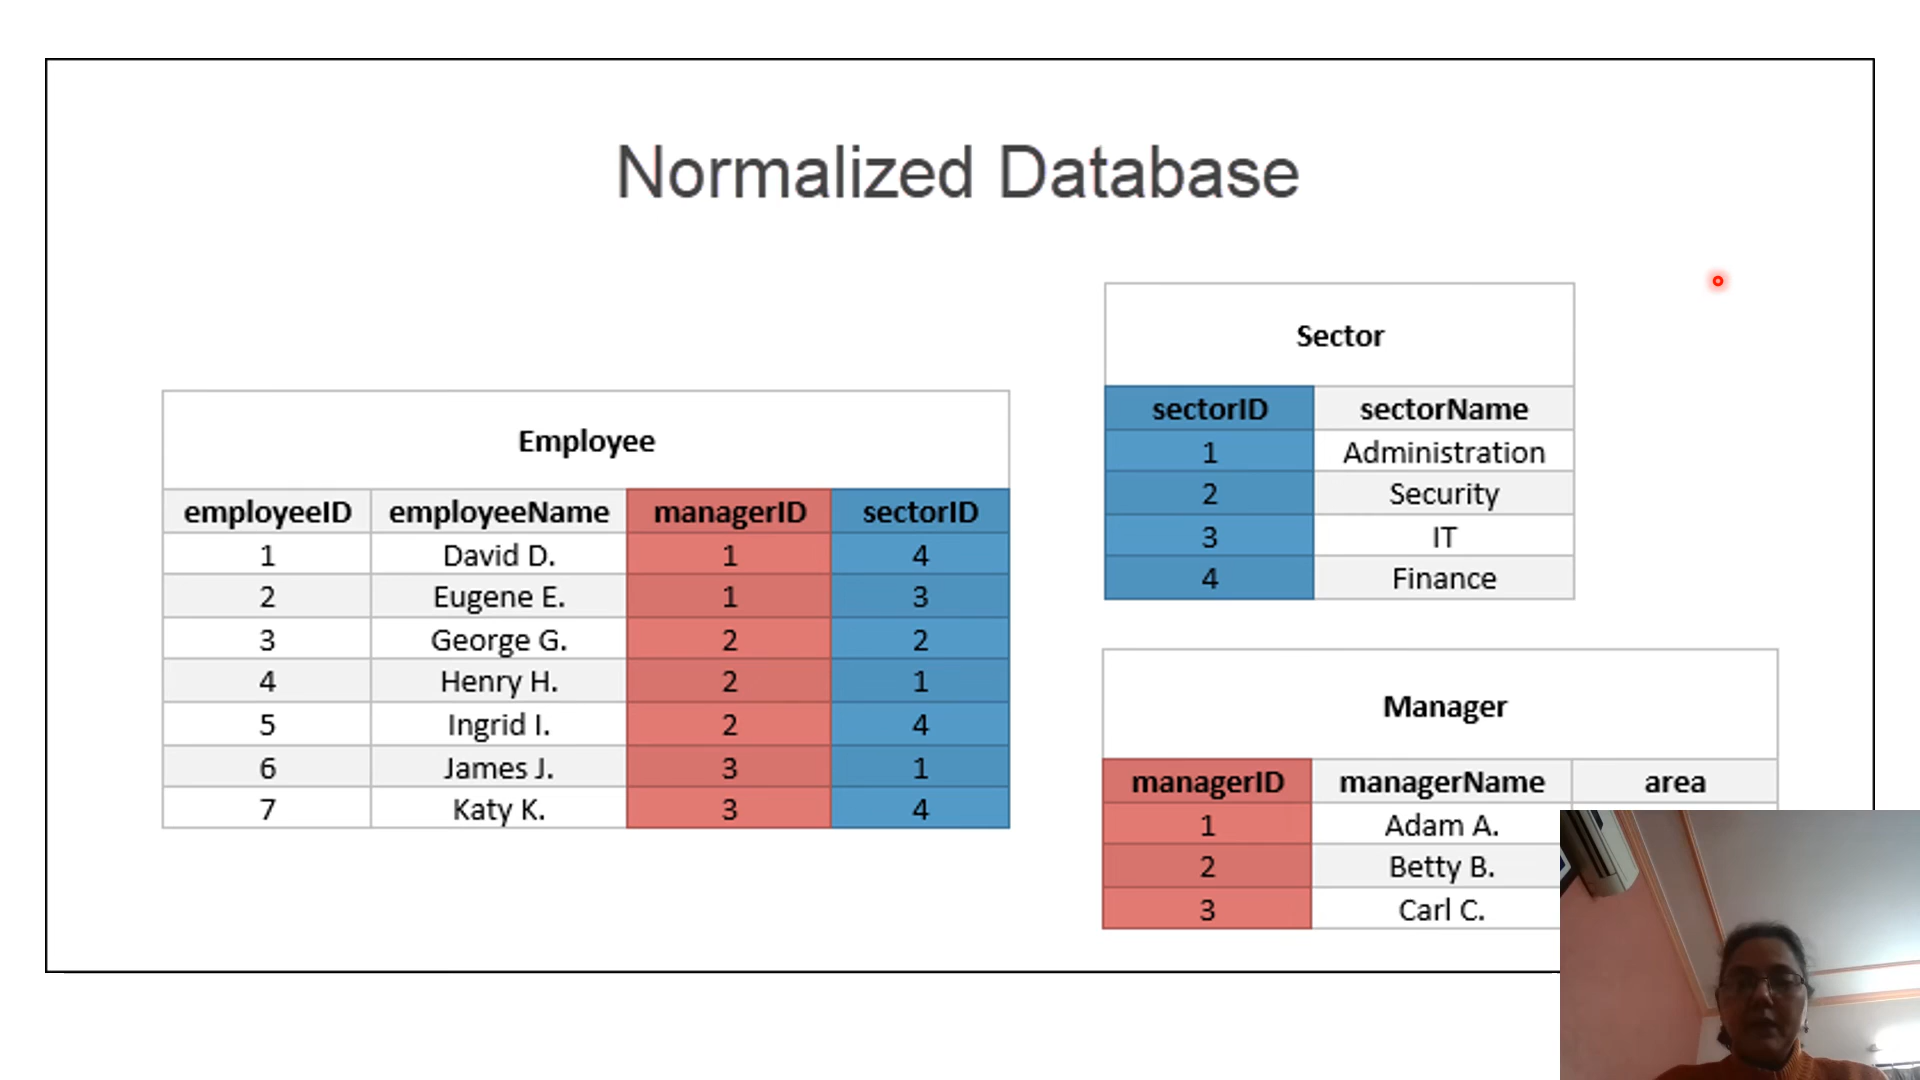 Normalized Database
Employee
employeeID employeeName managerID sectorID
1 David D. 1 4
2 Eugene E. 1 3
3 George G. 2 2
4 Henry H. 2 1
5 Ingrid I. 2 4
6 James J. 3 1
7 Katy K. 3 4
Sector
sectorID sectorName
1 Administration
2 Security
3 IT
4 Finance
Manager
managerID managerName area
1 Adam A.
2 Betty B.
3 Carl C.